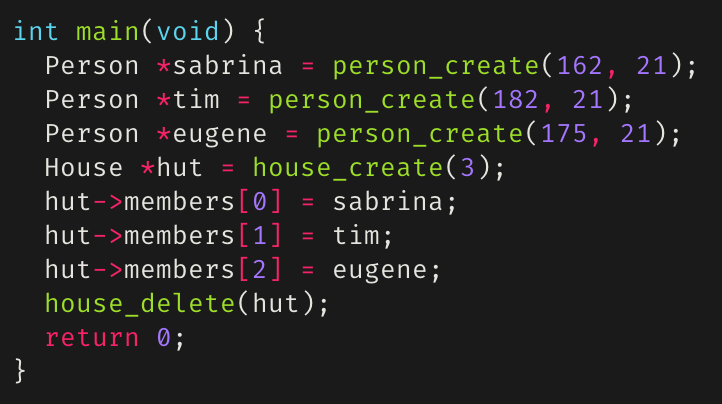 int main(void) {
  Person *sabrina = person_create(162, 21);
  Person *tim = person_create(182, 21);
  Person *eugene = person_create(175, 21);
  House *hut = house_create(3);
  hut->members[0] = sabrina;
  hut->members[1] = tim;
  hut->members[2] = eugene;
  house_delete(hut);
  return 0;
}